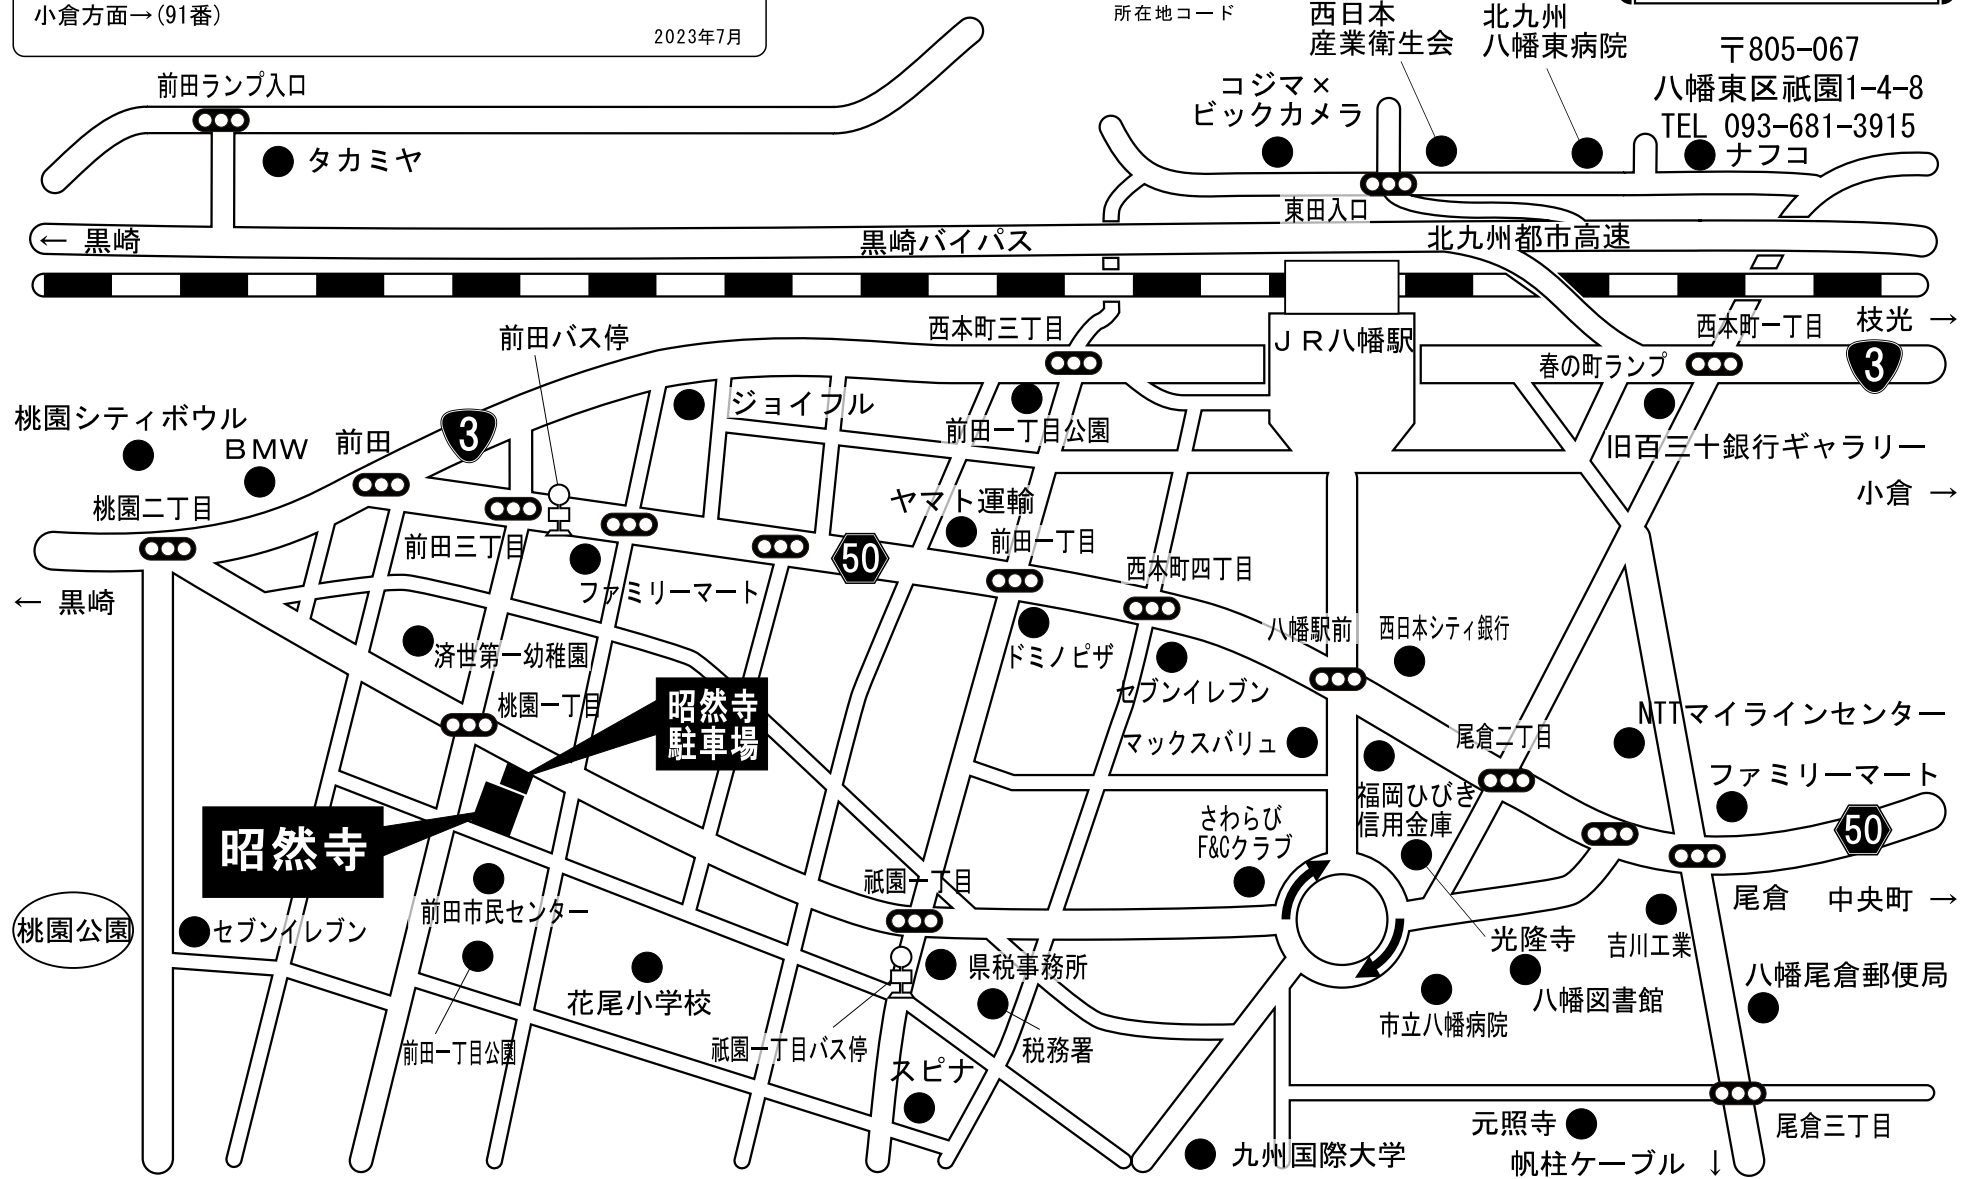 小倉方面→(91番)
2023年7月
所在地コード
西日本
産業衛生会
北九州
八幡東病院
〒805-067
八幡東区祇園1-4-8
TEL 093-681-3915
前田ランプ入口
コジマ×
ビックカメラ
タカミヤ
ナフコ
東田入口
← 黒崎
黒崎バイパス
北九州都市高速
前田バス停
西本町三丁目
JR八幡駅
西本町一丁目
枝光 →
春の町ランプ
3
桃園シティボウル
BMW
前田
3
ジョイフル
前田一丁目公園
旧百三十銀行ギャラリー
小倉 →
桃園二丁目
前田三丁目
ヤマト運輸
前田一丁目
50
西本町四丁目
← 黒崎
ファミリーマート
八幡駅前
西日本シティ銀行
済世第一幼稚園
ドミノピザ
セブンイレブン
桃園一丁目
昭然寺
駐車場
マックスバリュ
尾倉二丁目
NTTマイラインセンター
ファミリーマート
福岡ひびき
信用金庫
さわらび
F&Cクラブ
50
昭然寺
祇園一丁目
尾倉
中央町 →
桃園公園
セブンイレブン
前田市民センター
光隆寺
吉川工業
県税事務所
八幡尾倉郵便局
花尾小学校
八幡図書館
市立八幡病院
前田一丁目公園
祇園一丁目バス停
税務署
スピナ
元照寺
尾倉三丁目
九州国際大学
帆柱ケーブル ↓